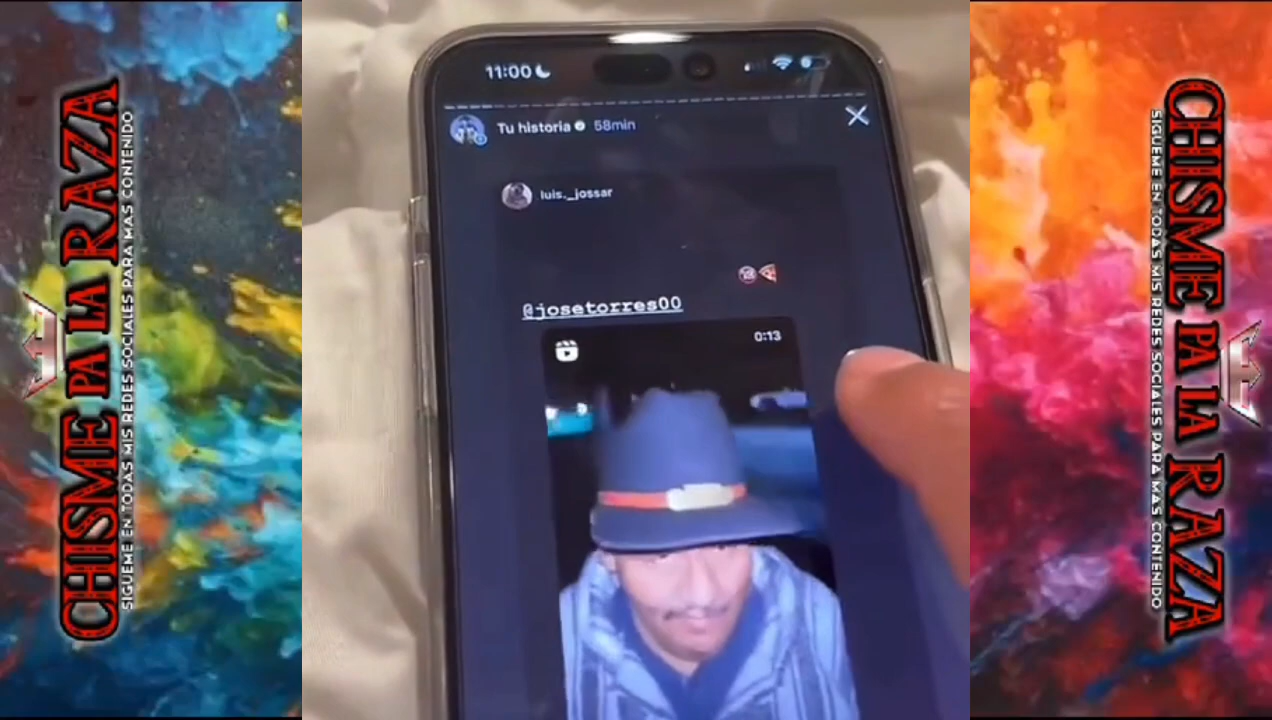 CHISME PA LA RAZA
SIGUEME EN TODAS MIS REDES SOCIALES PARA MAS CONTENIDO
11:00
Tu historia 58min
luis._jossar
@josetorres00
0:13
CHISME PA LA RAZA
SIGUEME EN TODAS MIS REDES SOCIALES PARA MAS CONTENIDO